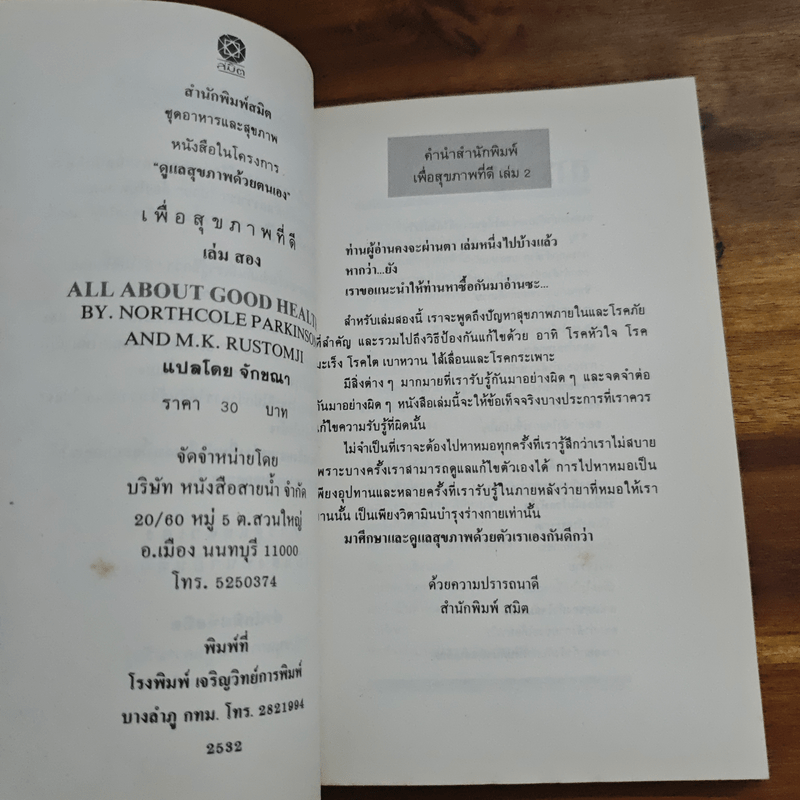 สมิต
สำนักพิมพ์สมิต
ชุดอาหารและสุขภาพ
หนังสือในโครงการ
"ดูแลสุขภาพด้วยตนเอง"
เพื่อสุขภาพที่ดี
เล่ม สอง
ALL ABOUT GOOD HEALT
BY. NORTHCOLE PARKINSO
AND M.K. RUSTOMJI
แปลโดย จักขณา
ราคา 30 บาท
จัดจำหน่ายโดย
บริษัท หนังสือสายน้ำ จำกัด
20/60 หมู่ 5 ต.สวนใหญ่
อ.เมือง นนทบุรี 11000
โทร. 5250374
พิมพ์ที่
โรงพิมพ์ เจริญวิทย์การพิมพ์
บางลำภู กทม. โทร. 2821994
2532
คำนำสำนักพิมพ์
เพื่อสุขภาพที่ดี เล่ม 2
ท่านผู้อ่านคงจะผ่านตา เล่มหนึ่งไปบ้างแล้ว
หากว่า...ยัง
เราขอแนะนำให้ท่านหาซื้อกันมาอ่านซะ...
สำหรับเล่มสองนี้ เราจะพูดถึงปัญหาสุขภาพภายในและโรคภัย
ที่สำคัญ และรวมไปถึงวิธีป้องกันแก้ไขด้วย อาทิ โรคหัวใจ โรค
มะเร็ง โรคไต เบาหวาน ไส้เลื่อนและโรคกระเพาะ
มีสิ่งต่าง ๆ มากมายที่เรารับรู้กันมาอย่างผิด ๆ และจดจำต่อ
กันมาอย่างผิด ๆ หนังสือเล่มนี้จะให้ข้อเท็จจริงบางประการที่เราควร
แก้ไขความรับรู้ที่ผิดนั้น
ไม่จำเป็นที่เราจะต้องไปหาหมอทุกครั้งที่เรารู้สึกว่าเราไม่สบาย
เพราะบางครั้งเราสามารถดูแลแก้ไขตัวเองได้ การไปหาหมอเป็น
เพียงอุปทานและหลายครั้งที่เรารับรู้ในภายหลังว่ายาที่หมอให้เรา
ทานนั้น เป็นเพียงวิตามินบำรุงร่างกายเท่านั้น
มาศึกษาและดูแลสุขภาพด้วยตัวเราเองกันดีกว่า
ด้วยความปรารถนาดี
สำนักพิมพ์ สมิต